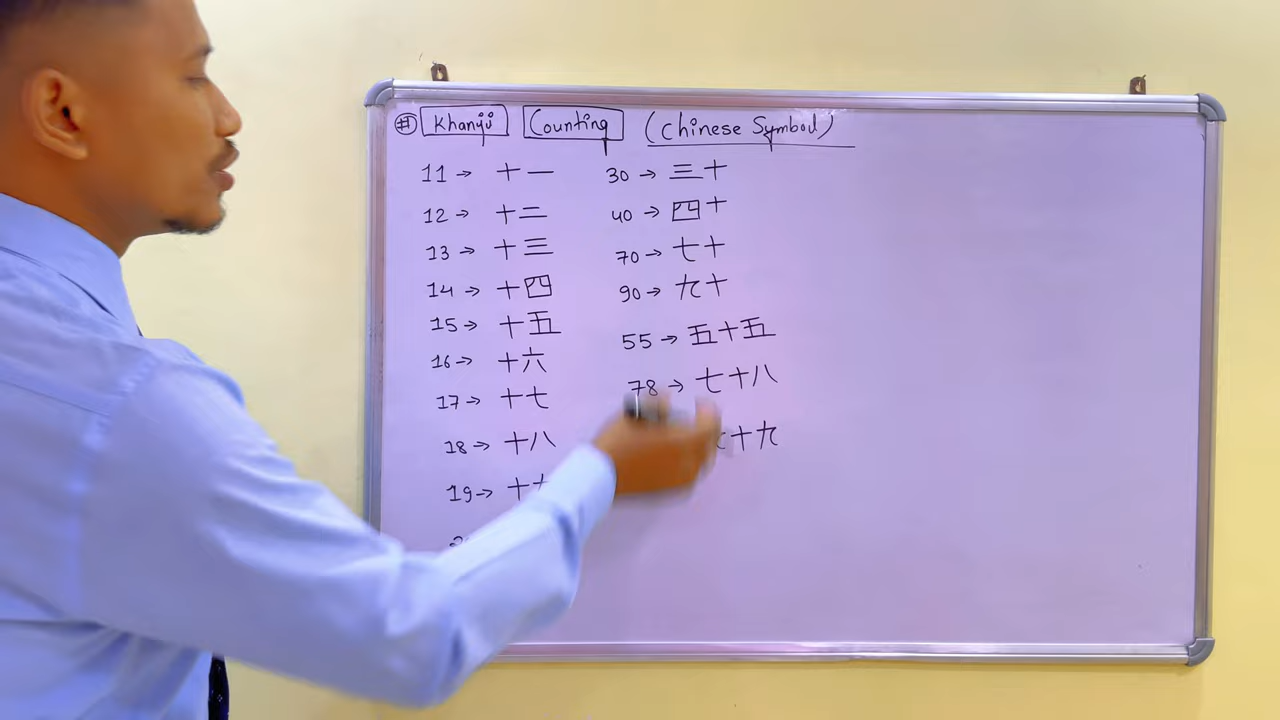 # Khanji Counting (Chinese Symbol)
11 → 十一
12 → 十二
13 → 十三
14 → 十四
15 → 十五
16 → 十六
17 → 十七
18 → 十八
19 → 十
30 → 三十
40 → 四十
70 → 七十
90 → 九十
55 → 五十五
78 → 七十八
十九